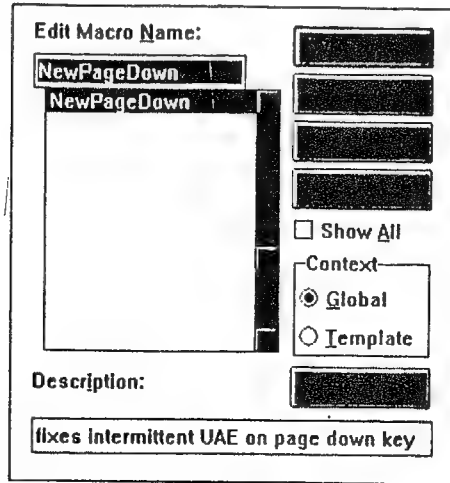 Edit Macro Name:
NewPageDown
NewPageDown
Show All
Context
Global
Template
Description:
fixes intermittent UAE on page down key